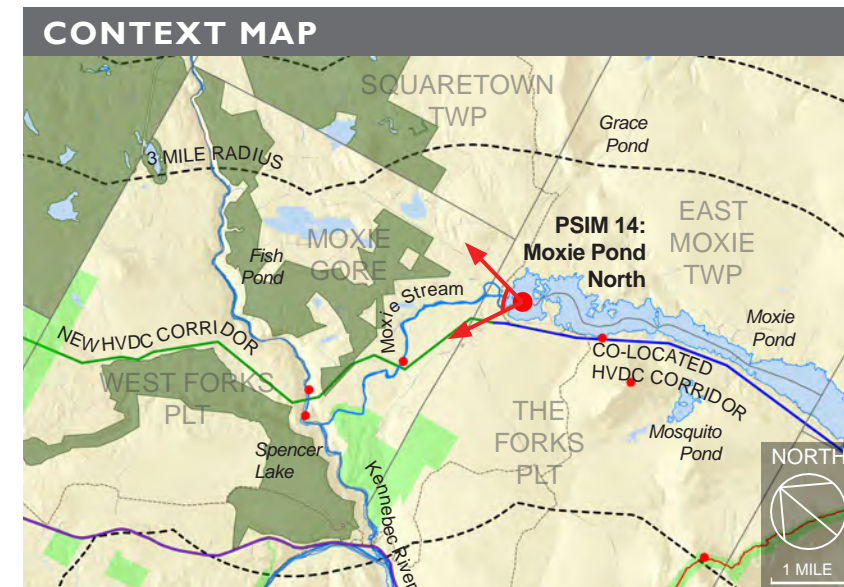 CONTEXT MAP
SQUARETOWN
TWP
Grace
Pond
3 MILE RADIUS
PSIM 14:
Moxie Pond
North
EAST
MOXIE
TWP
MOXIE
GORE
Fish
Pond
Moxie Stream
Moxie
Pond
NEW HVDC CORRIDOR
CO-LOCATED
HVDC CORRIDOR
WEST FORKS
PLT
THE
FORKS
PLT
Mosquito
Pond
Spencer
Lake
Kennebec River
NORTH
1 MILE